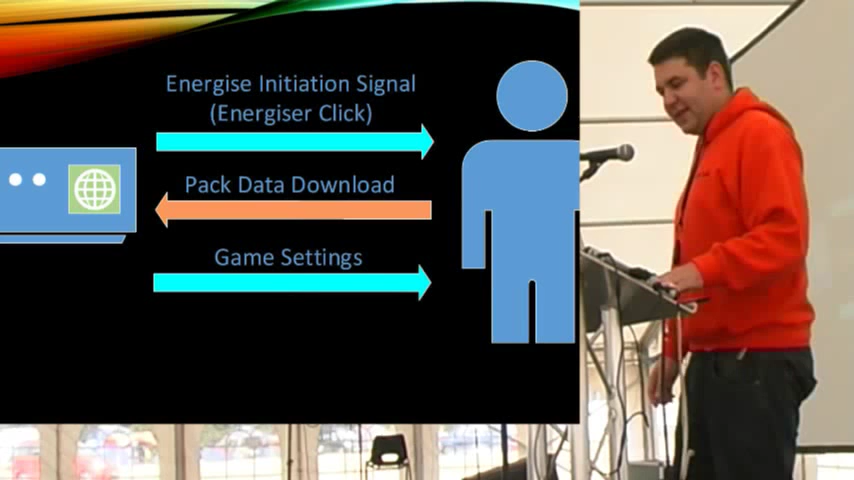 Energise Initiation Signal
(Energiser Click)
Pack Data Download
Game Settings